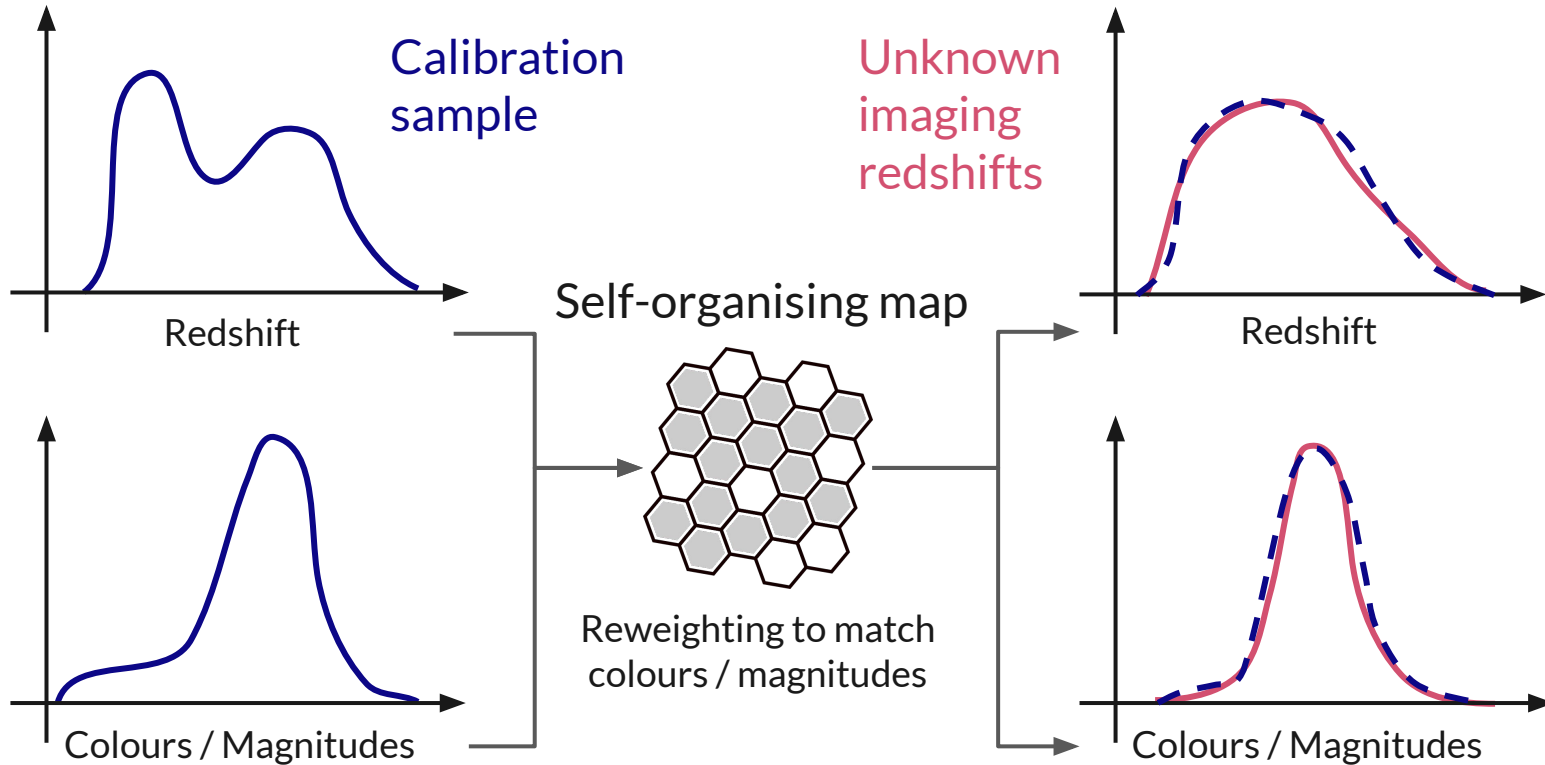 Calibration
sample
Unknown
imaging
redshifts
Redshift
Self-organising map
Redshift
Reweighting to match
colours / magnitudes
Colours / Magnitudes
Colours / Magnitudes